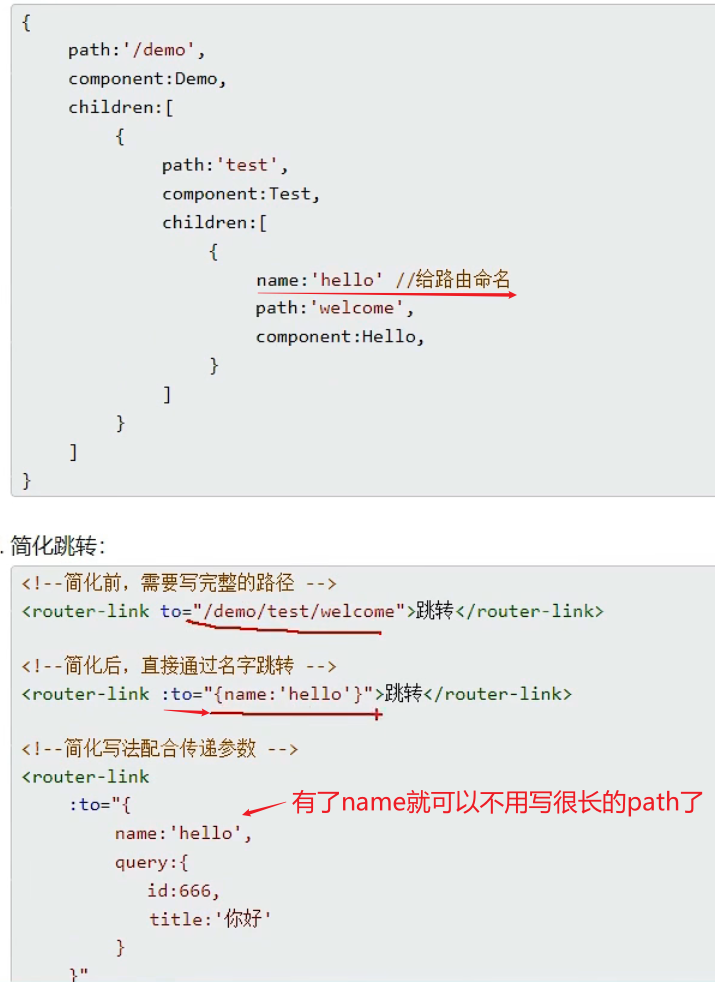 {
path:'/demo',
component:Demo,
children:[
{
path:'test',
component:Test,
children:[
{
name:'hello' //给路由命名
path:'welcome',
component:Hello,
}
]
}
]
}
. 简化跳转：
<!--简化前，需要写完整的路径 -->
<router-link to="/demo/test/welcome">跳转</router-link>
<!--简化后，直接通过名字跳转 -->
<router-link :to="{name:'hello'}">跳转</router-link>
<!--简化写法配合传递参数 -->
<router-link
:to="{
有了name就可以不用写很长的path了
name:'hello',
query:{
id:666,
title:'你好'
}
}"